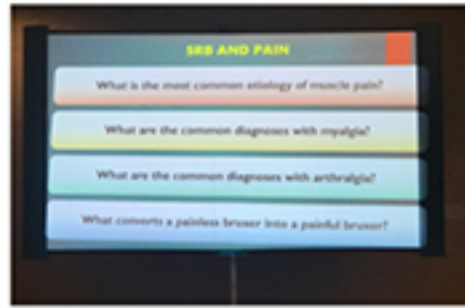 SRB AND PAIN
What is the most common etiology of muscle pain?
What are the common diagnoses with myalgia?
What are the common diagnoses with arthralgia?
What converts a painless bruxer into a painful bruxer?